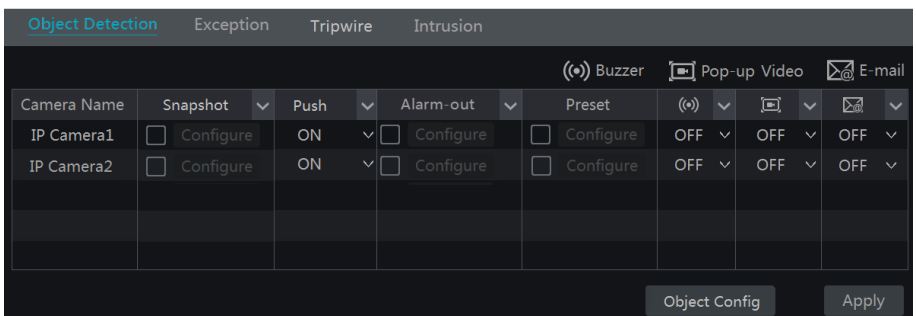 Object Detection Exception Tripwire Intrusion
Buzzer Pop-up Video E-mail
Camera Name Snapshot Push Alarm-out Preset
IP Camera1 Configure ON Configure Configure OFF OFF OFF
IP Camera2 Configure ON Configure Configure OFF OFF OFF
Object Config Apply